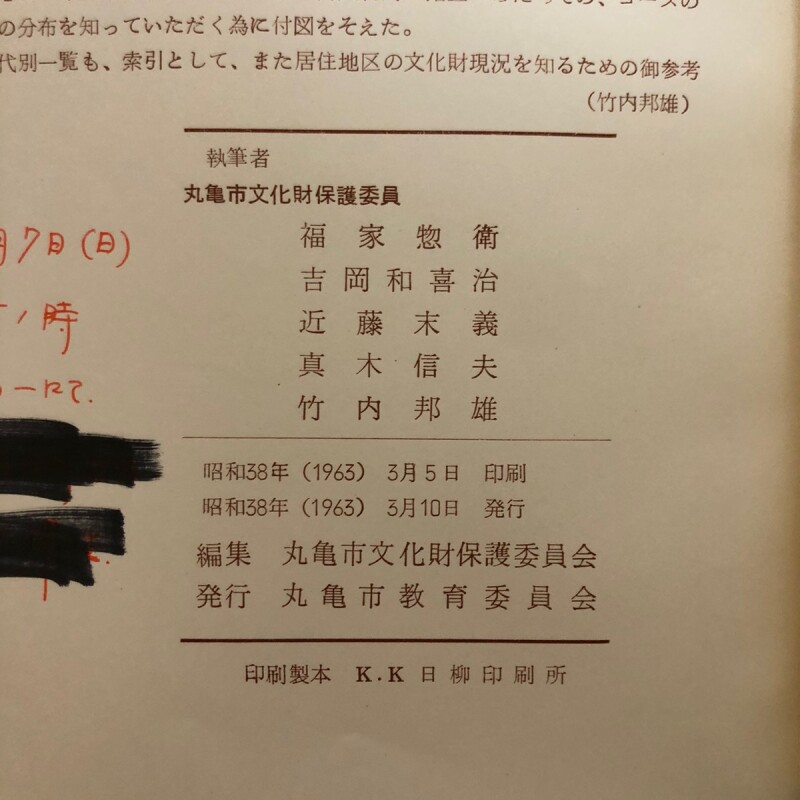 の分布を知っていただく為に付図をそえた。
代別一覧も、索引として、また居住地区の文化財現況を知るための御参考
(竹内邦雄)
執筆者
丸亀市文化財保護委員
福家惣衛
吉岡和喜治
近藤末義
真木信夫
竹内邦雄
昭和38年(1963) 3月5日 印刷
昭和38年(1963) 3月10日 発行
編集 丸亀市文化財保護委員会
発行 丸亀市教育委員会
印刷製本 K.K日柳印刷所
月7日(日)
時
にて.